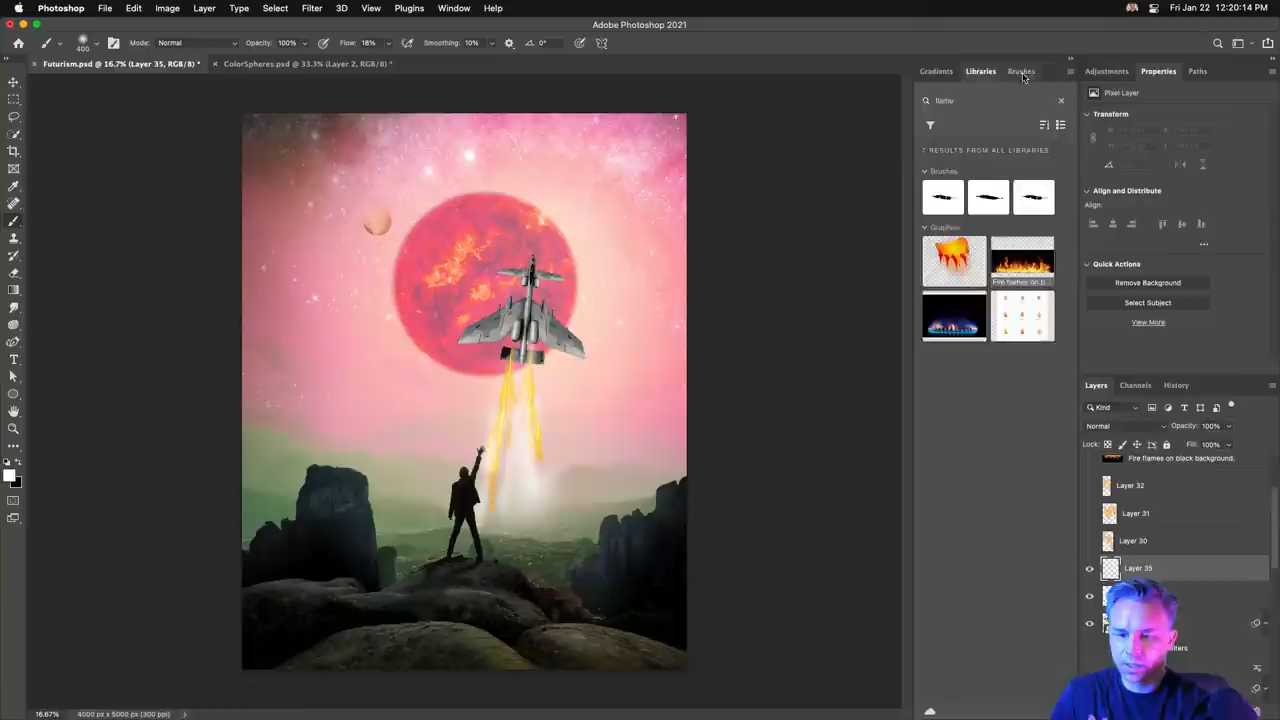 Photoshop File Edit Image Layer Type Select Filter 3D View Plugins Window Help Fri Jan 22 12:20:14 PM
Adobe Photoshop 2021
400 Mode: Normal Opacity: 100% Flow: 18% Smoothing: 10% 0°
Futurism.psd @ 16.7% (Layer 35, RGB/8) * ColorSpheres.psd @ 33.3% (Layer 2, RGB/8) *
Gradients Libraries Brushes
flame
7 RESULTS FROM ALL LIBRARIES
Brushes
Graphics
Fire flames on b
Adjustments Properties Paths
Pixel Layer
Transform
Align and Distribute
Align:
Quick Actions
Remove Background
Select Subject
View More
Layers Channels History
Kind
Normal Opacity: 100%
Lock: Fill: 100%
Fire flames on black background.
Layer 32
Layer 31
Layer 30
Layer 35
16.67% 4000 px x 5000 px (300 ppi)